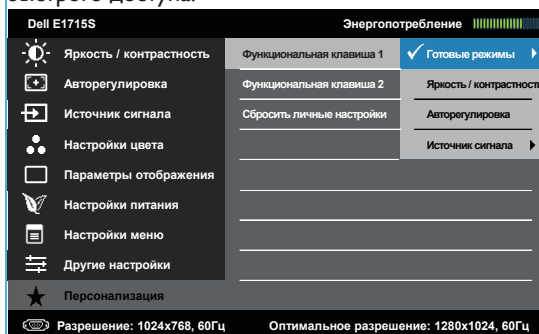 быстрого доступа.
Dell E1715S Энергопотребление
Яркость / контрастность Функциональная клавиша 1 Готовые режимы
Авторегулировка Функциональная клавиша 2 Яркость / контрастность
Источник сигнала Сбросить личные настройки Авторегулировка
Настройки цвета Источник сигнала
Параметры отображения
Настройки питания
Настройки меню
Другие настройки
Персонализация
Разрешение: 1024x768, 60Гц Оптимальное разрешение: 1280x1024, 60Гц